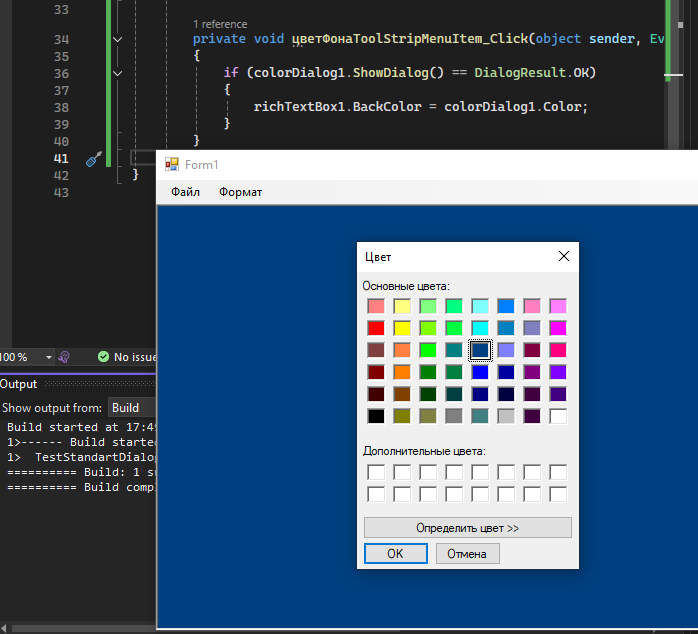 33
1 reference
34 private void цветФонаToolStripMenuItem_Click(object sender, Ev
35 {
36 if (colorDialog1.ShowDialog() == DialogResult.OK)
37 {
38 richTextBox1.BackColor = colorDialog1.Color;
39 }
40 }
41
42 }
43
Form1
Файл Формат
Цвет
Основные цвета:
Дополнительные цвета:
Определить цвет >>
OK Отмена
100 % No issue
Output
Show output from: Build
Build started at 17:49
1>------ Build starte
1> TestStandartDialog
========== Build: 1 su
========== Build comp